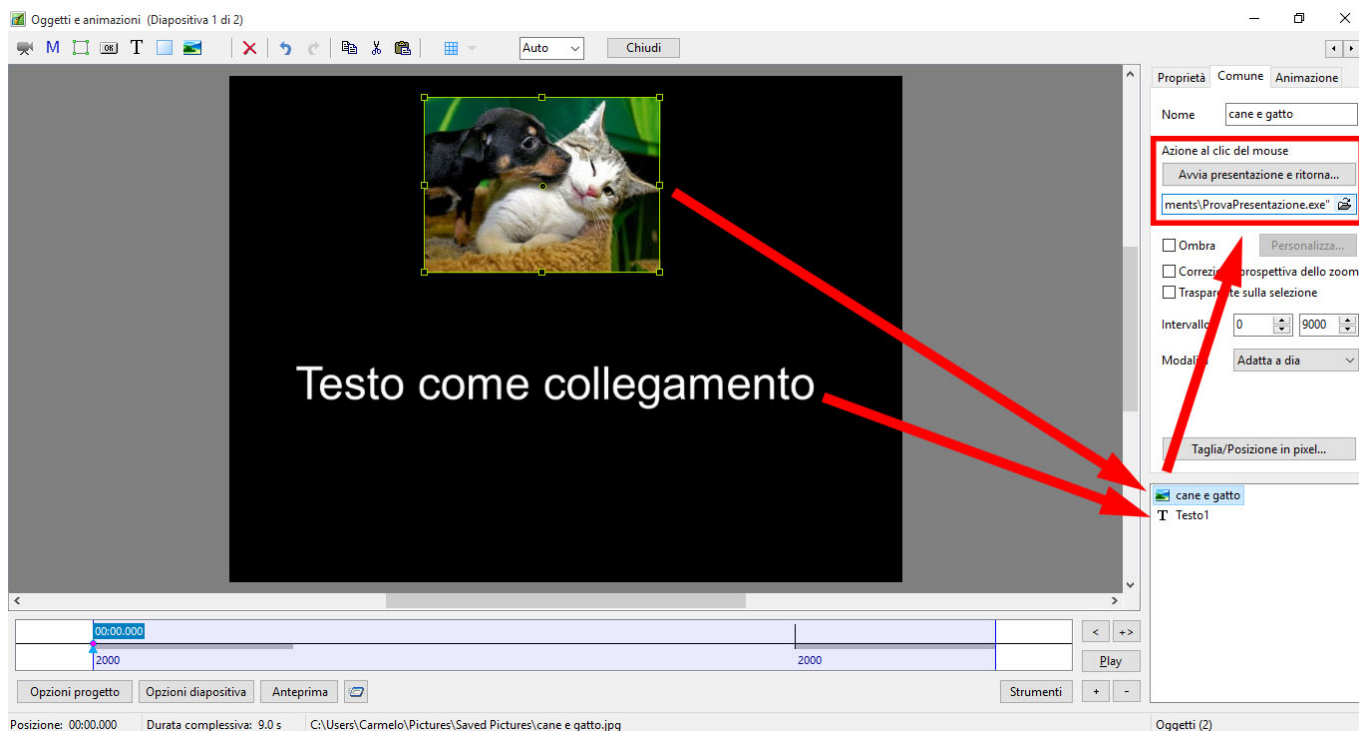 Oggetti e animazioni (Diapositiva 1 di 2)
M OK T Auto Chiudi
Proprietà Comune Animazione
Nome cane e gatto
Azione al clic del mouse
Avvia presentazione e ritorna...
ments\ProvaPresentazione.exe"
Ombra Personalizza...
prospettiva dello zoom
sulla selezione
Intervallo 0 9000
Adatta a dia
Taglia/Posizione in pixel...
Testo come collegamento
cane e gatto
T Testo1
00:00.000
2000 2000
< +>
Play
Opzioni progetto Opzioni diapositiva Anteprima Strumenti + -
Posizione: 00:00.000 Durata complessiva: 9.0 s C:\Users\Carmelo\Pictures\Saved Pictures\cane e gatto.jpg Oggetti (2)